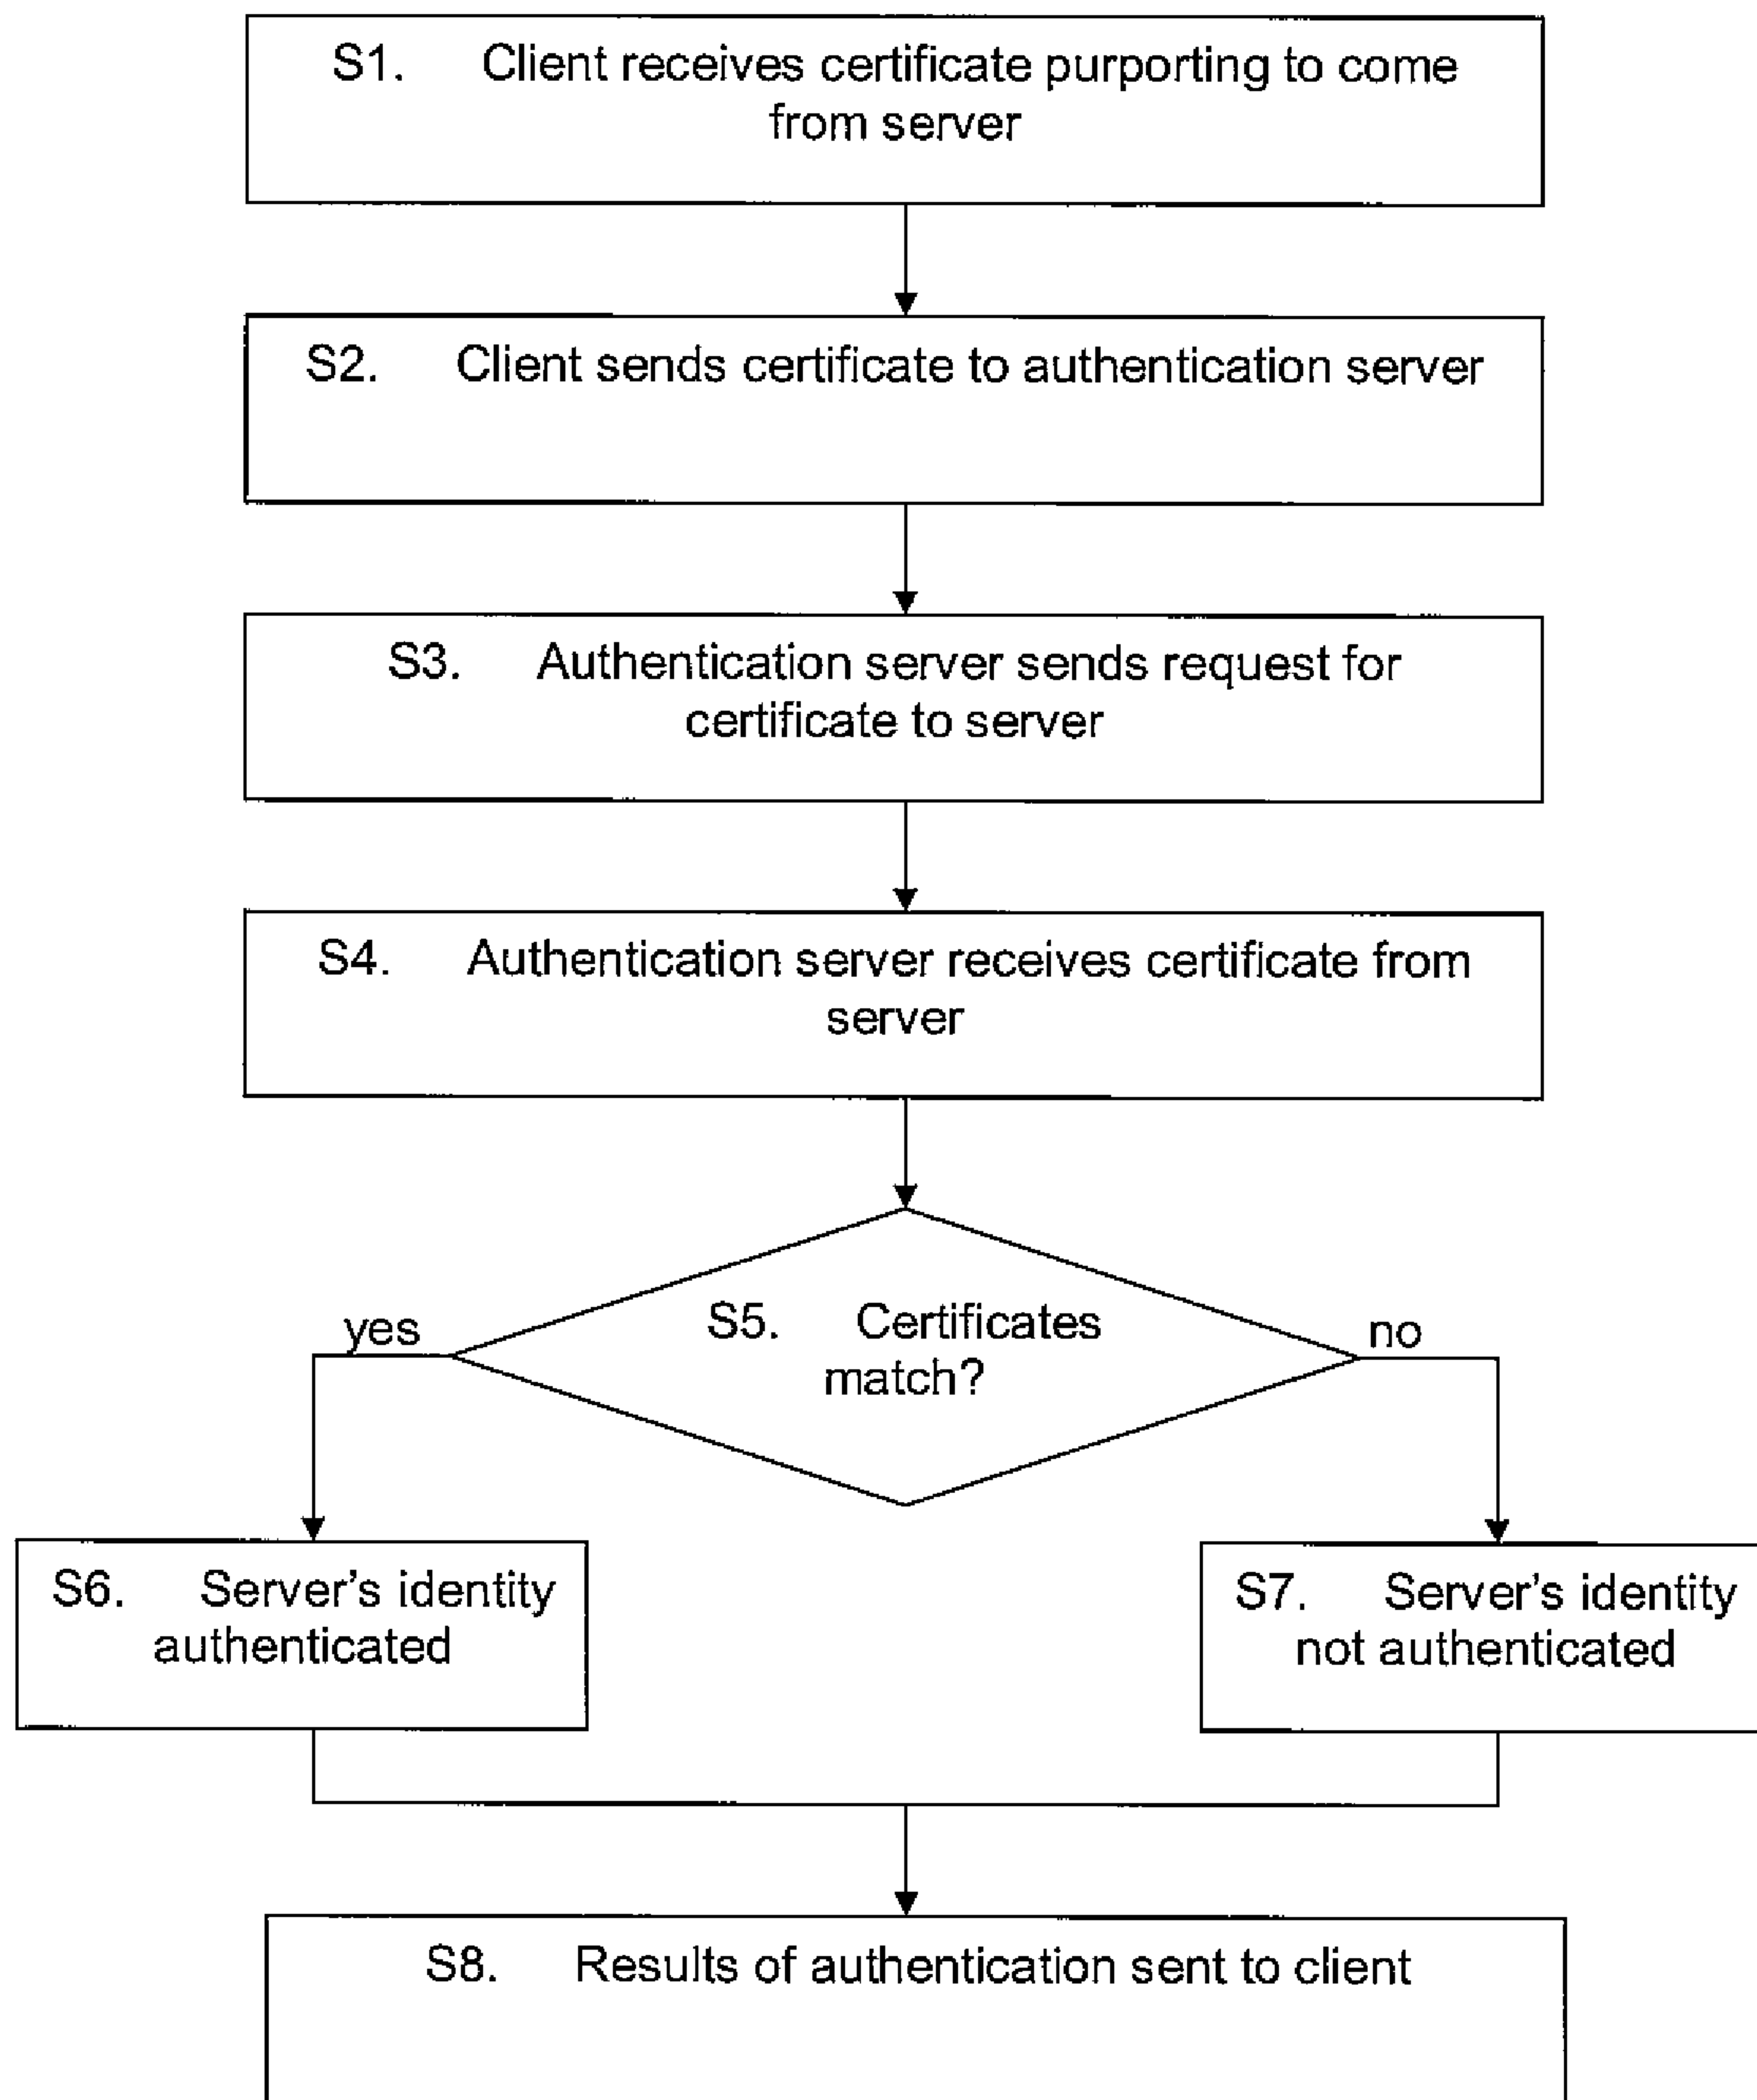 S1. Client receives certificate purporting to come
from server
S2. Client sends certificate to authentication server
S3. Authentication server sends request for
certificate to server
S4. Authentication server receives certificate from
server
S5. Certificates
match?
yes
no
S6. Server's identity
authenticated
S7. Server's identity
not authenticated
S8. Results of authentication sent to client